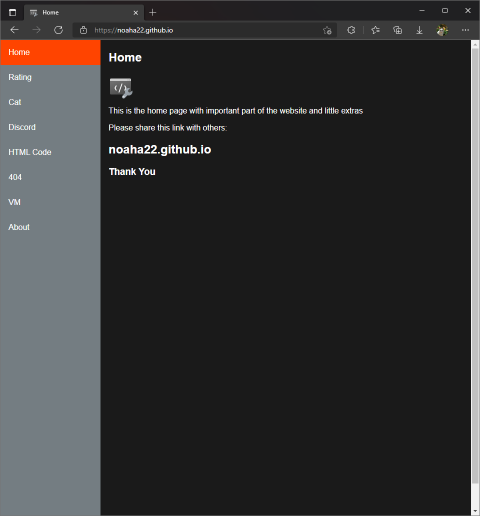 Home
https://noaha22.github.io
Home
Rating
Cat
Discord
HTML Code
404
VM
About
Home
</>
This is the home page with important part of the website and little extras
Please share this link with others:
noaha22.github.io
Thank You